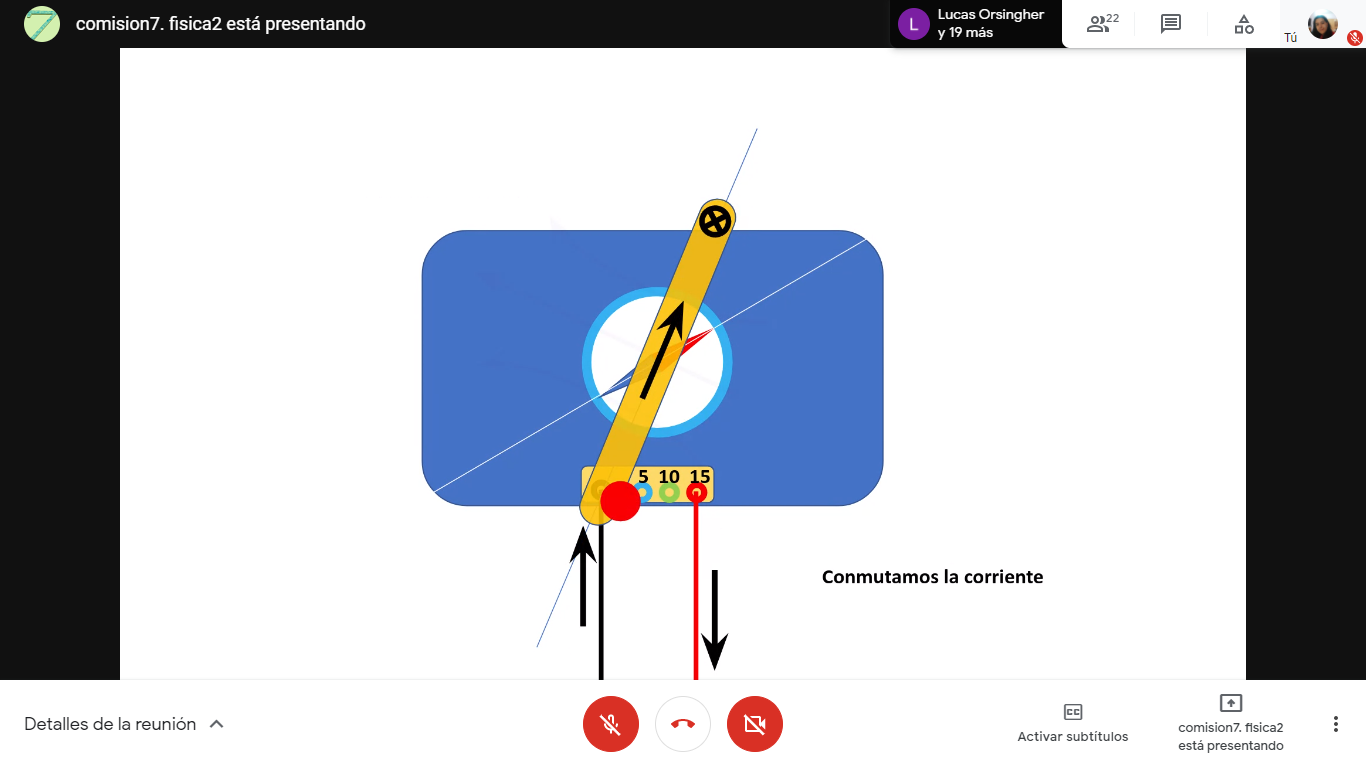 comision7. fisica2 está presentando
L
Lucas Orsingher
y 19 más
22
Tú
5 10 15
Conmutamos la corriente
Detalles de la reunión
CC
Activar subtítulos
comision7. fisica2
está presentando